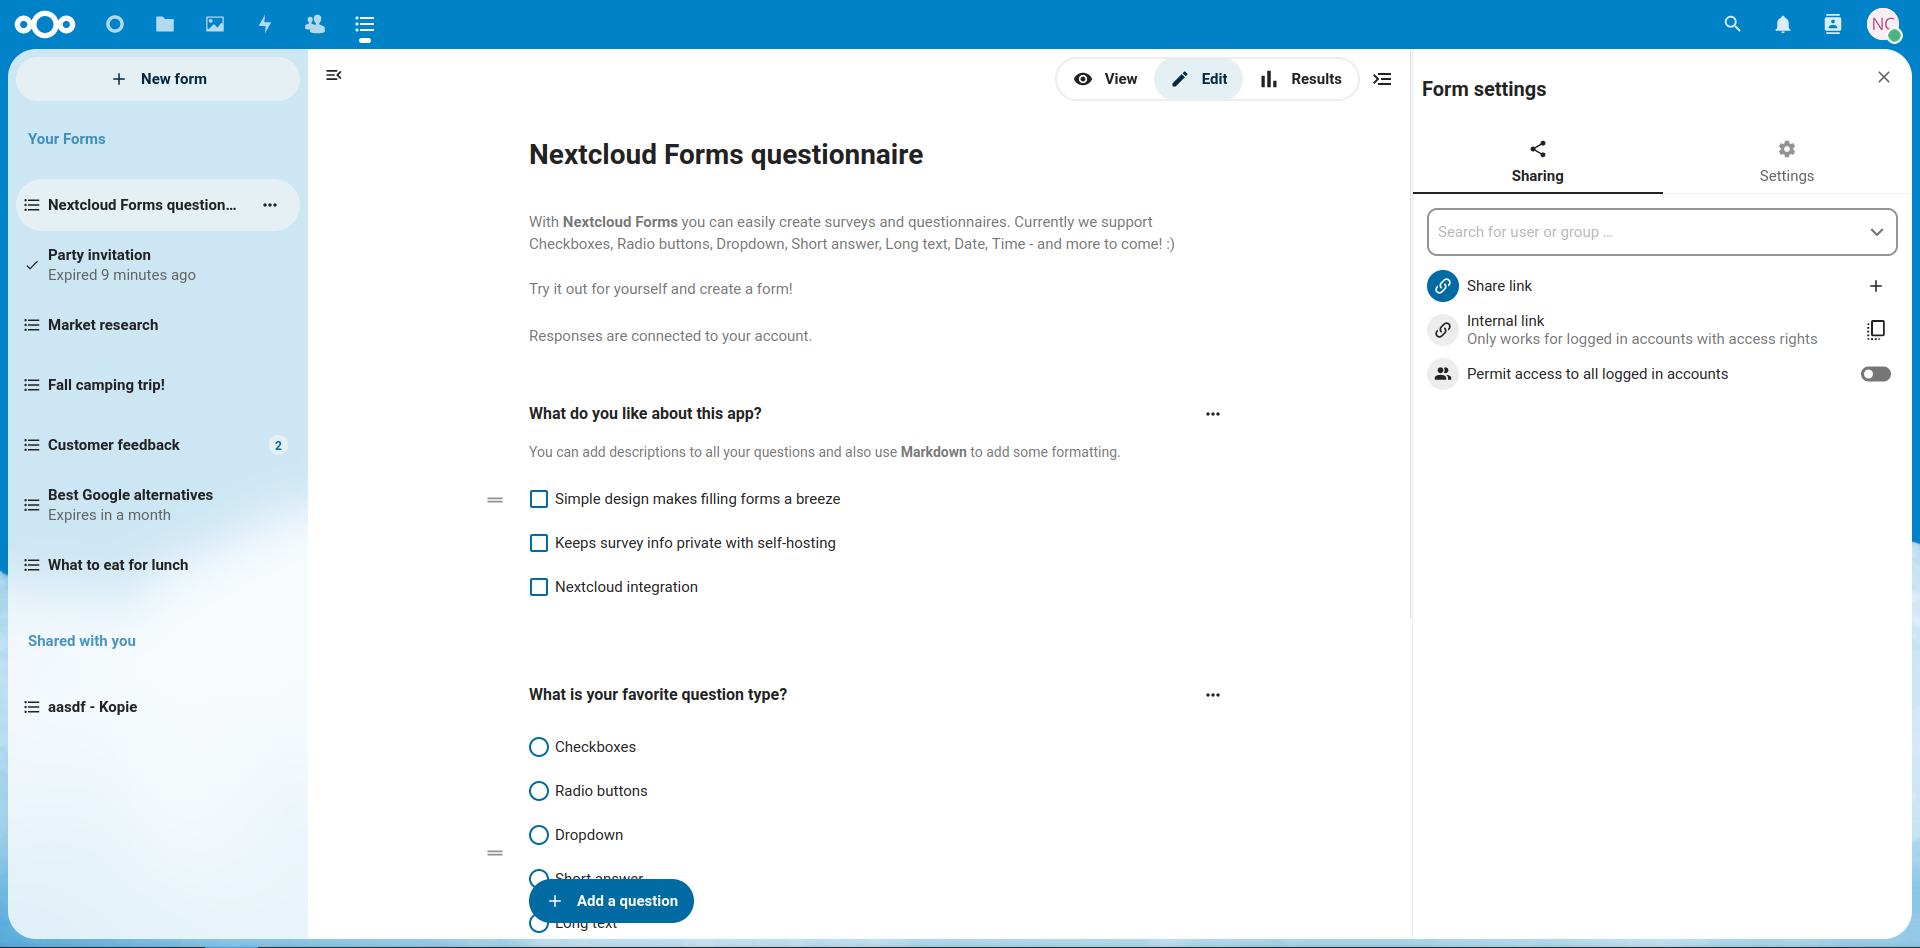 NC
New form
Your Forms
Nextcloud Forms question...
Party invitation
Expired 9 minutes ago
Market research
Fall camping trip!
Customer feedback
2
Best Google alternatives
Expires in a month
What to eat for lunch
Shared with you
aasdf - Kopie
View
Edit
Results
Nextcloud Forms questionnaire
With Nextcloud Forms you can easily create surveys and questionnaires. Currently we support
Checkboxes, Radio buttons, Dropdown, Short answer, Long text, Date, Time - and more to come! :)
Try it out for yourself and create a form!
Responses are connected to your account.
What do you like about this app?
You can add descriptions to all your questions and also use Markdown to add some formatting.
Simple design makes filling forms a breeze
Keeps survey info private with self-hosting
Nextcloud integration
What is your favorite question type?
Checkboxes
Radio buttons
Dropdown
Short answer
Add a question
Long text
Form settings
Sharing
Settings
Search for user or group ...
Share link
Internal link
Only works for logged in accounts with access rights
Permit access to all logged in accounts